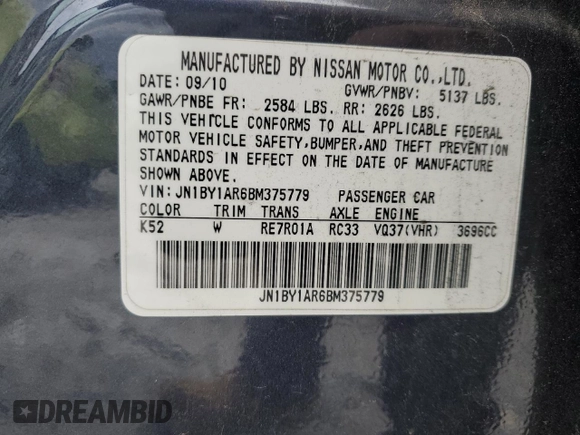 MANUFACTURED BY NISSAN MOTOR CO.,LTD.
DATE: 09/10 GVWR/PNBV: 5137 LBS.
GAWR/PNBE FR: 2584 LBS. RR: 2626 LBS.
THIS VEHICLE CONFORMS TO ALL APPLICABLE FEDERAL
MOTOR VEHICLE SAFETY, BUMPER, AND THEFT PREVENTION
STANDARDS IN EFFECT ON THE DATE OF MANUFACTURE
SHOWN ABOVE.
VIN: JN1BY1AR6BM375779 PASSENGER CAR
COLOR TRIM TRANS AXLE ENGINE
K52 W RE7R01A RC33 VQ37(VHR) 3696CC
JN1BY1AR6BM375779
DREAMBID